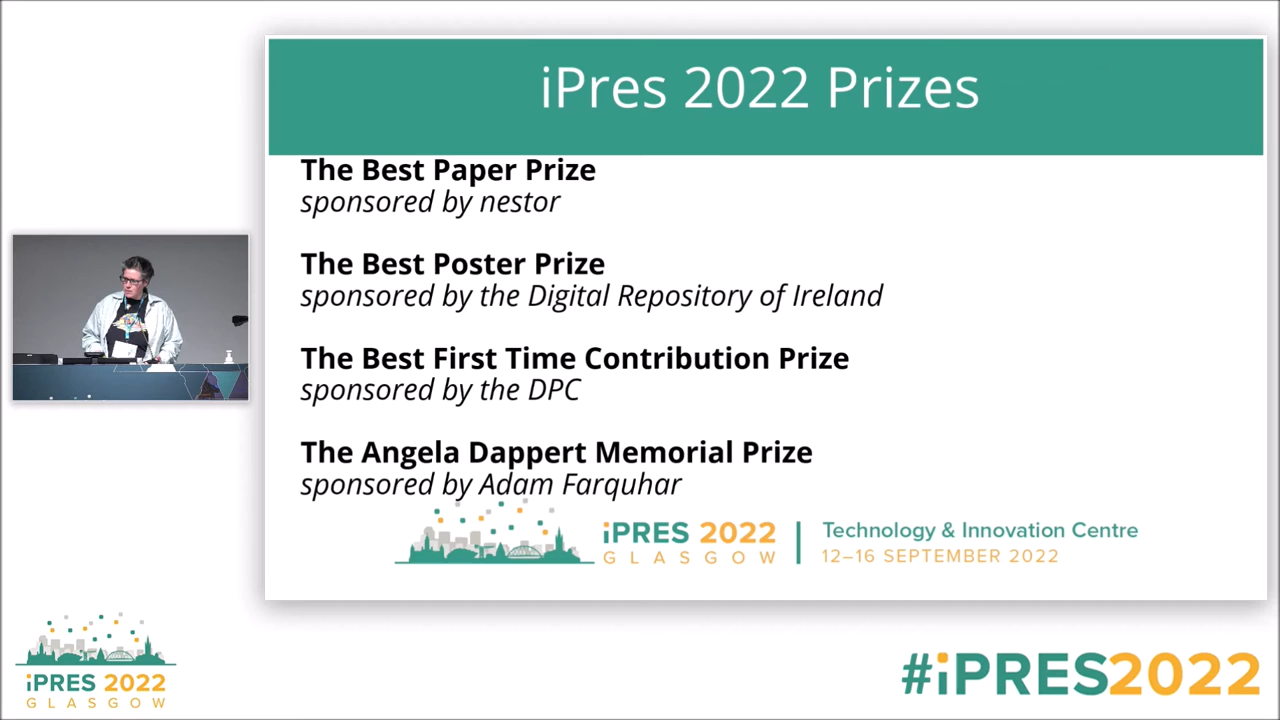 iPres 2022 Prizes
The Best Paper Prize
sponsored by nestor
The Best Poster Prize
sponsored by the Digital Repository of Ireland
The Best First Time Contribution Prize
sponsored by the DPC
The Angela Dappert Memorial Prize
sponsored by Adam Farquhar
iPRES 2022
GLASGOW
Technology & Innovation Centre
12–16 SEPTEMBER 2022
iPRES 2022
GLASGOW
#iPRES2022